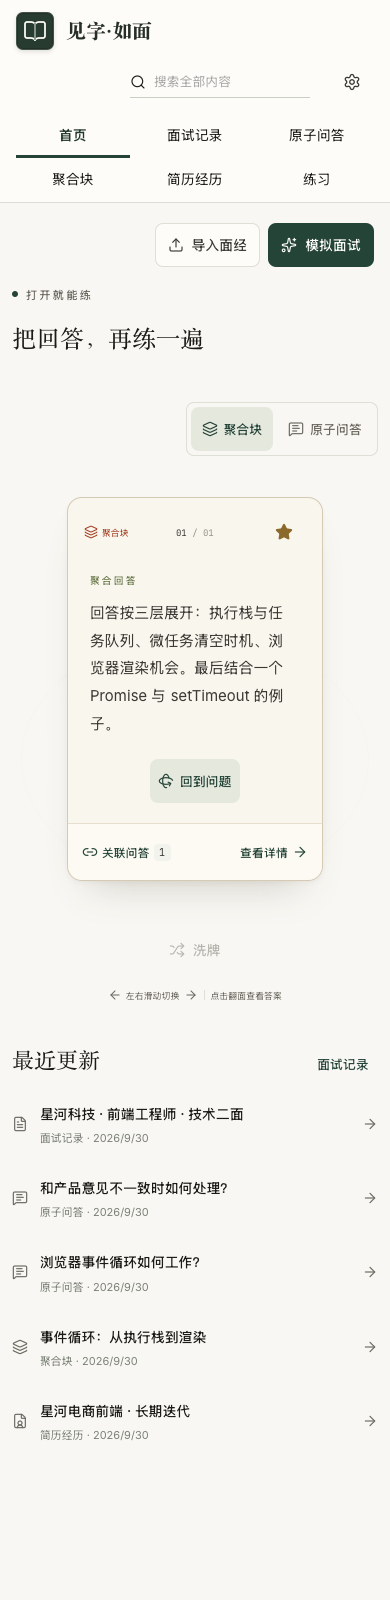 见字·如面
搜索全部内容
首页 面试记录 原子问答
聚合块 简历经历 练习
导入面经 模拟面试
打开就能练
把回答，再练一遍
聚合块 原子问答
聚合块 01 / 01
聚合回答
回答按三层展开：执行栈与任
务队列、微任务清空时机、浏
览器渲染机会。最后结合一个
Promise 与 setTimeout 的例
子。
回到问题
关联问答 1 查看详情
洗牌
左右滑动切换 点击翻面查看答案
最近更新 面试记录
星河科技 · 前端工程师 · 技术二面
面试记录 · 2026/9/30
和产品意见不一致时如何处理?
原子问答 · 2026/9/30
浏览器事件循环如何工作?
原子问答 · 2026/9/30
事件循环：从执行栈到渲染
聚合块 · 2026/9/30
星河电商前端 · 长期迭代
简历经历 · 2026/9/30